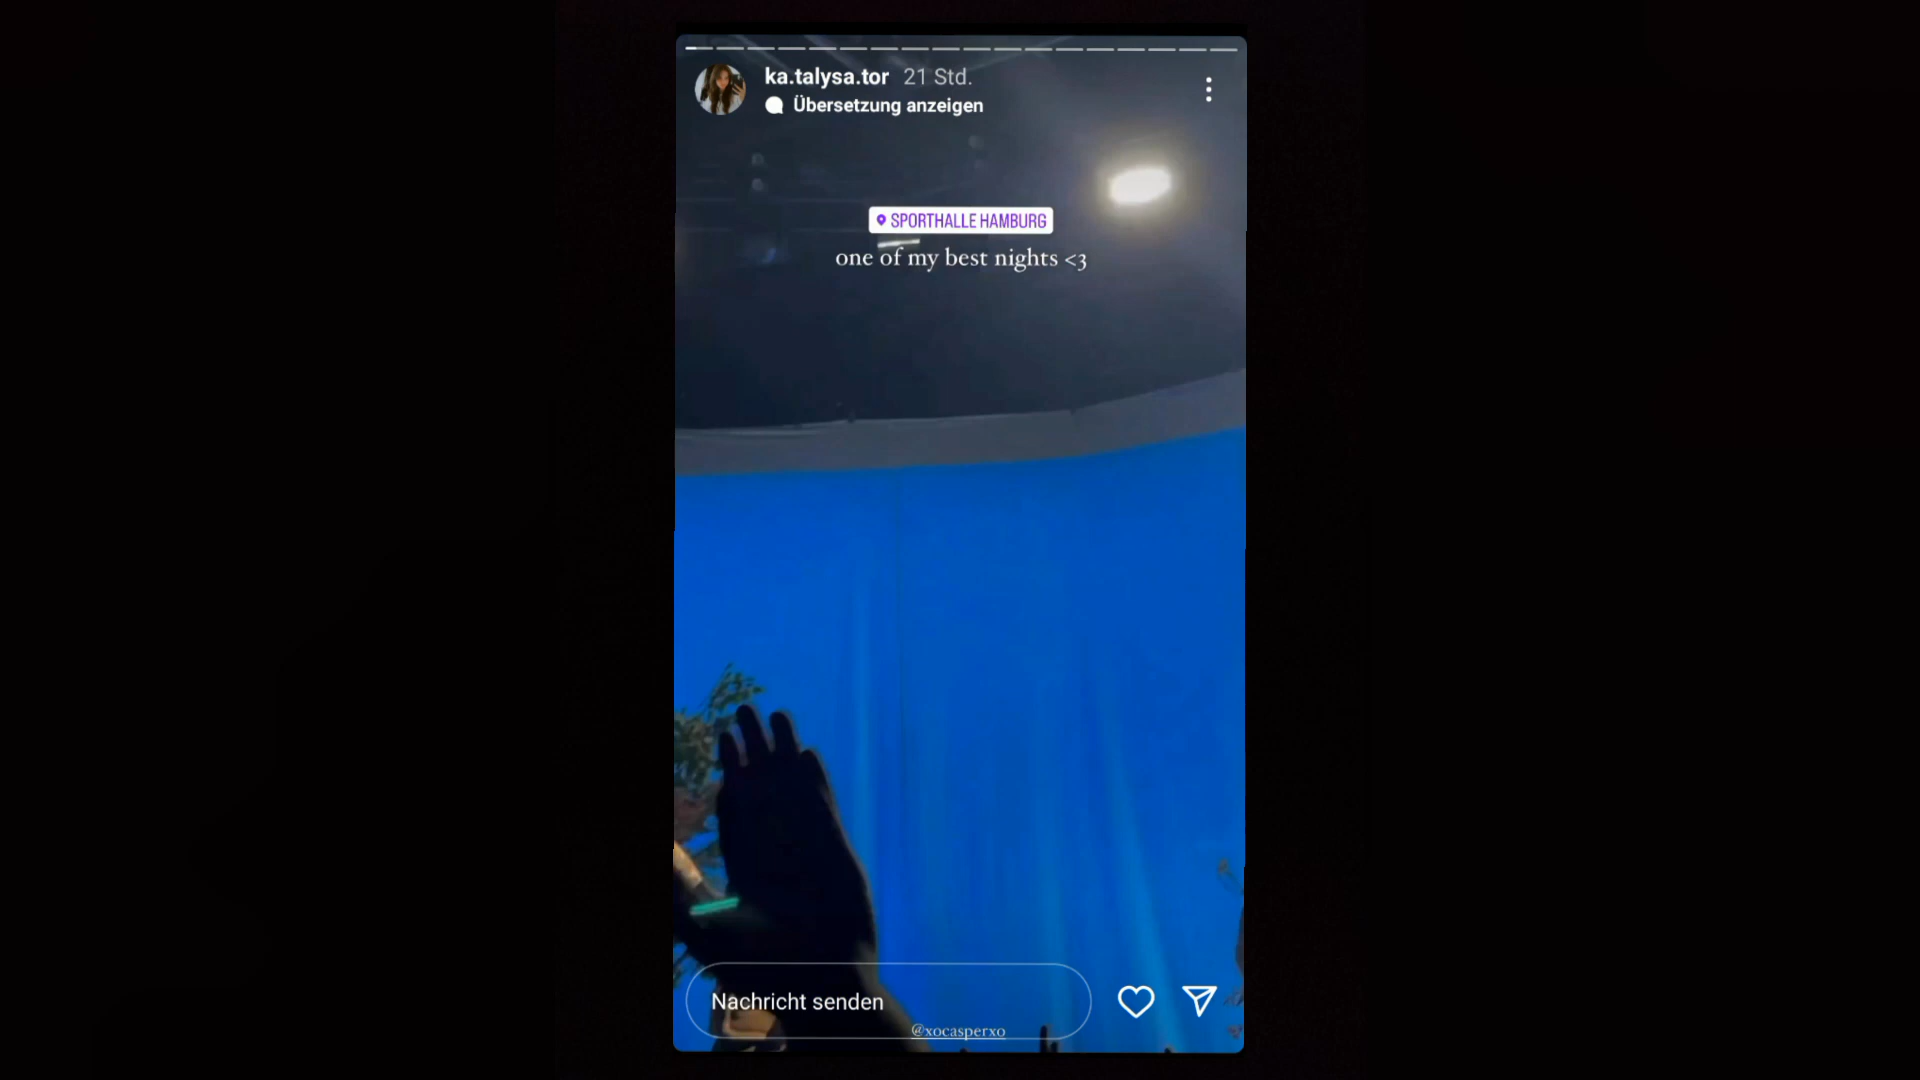 ka.talysa.tor 21 Std.
Übersetzung anzeigen
SPORTHALLE HAMBURG
one of my best nights <3
Nachricht senden
@xocasperxo